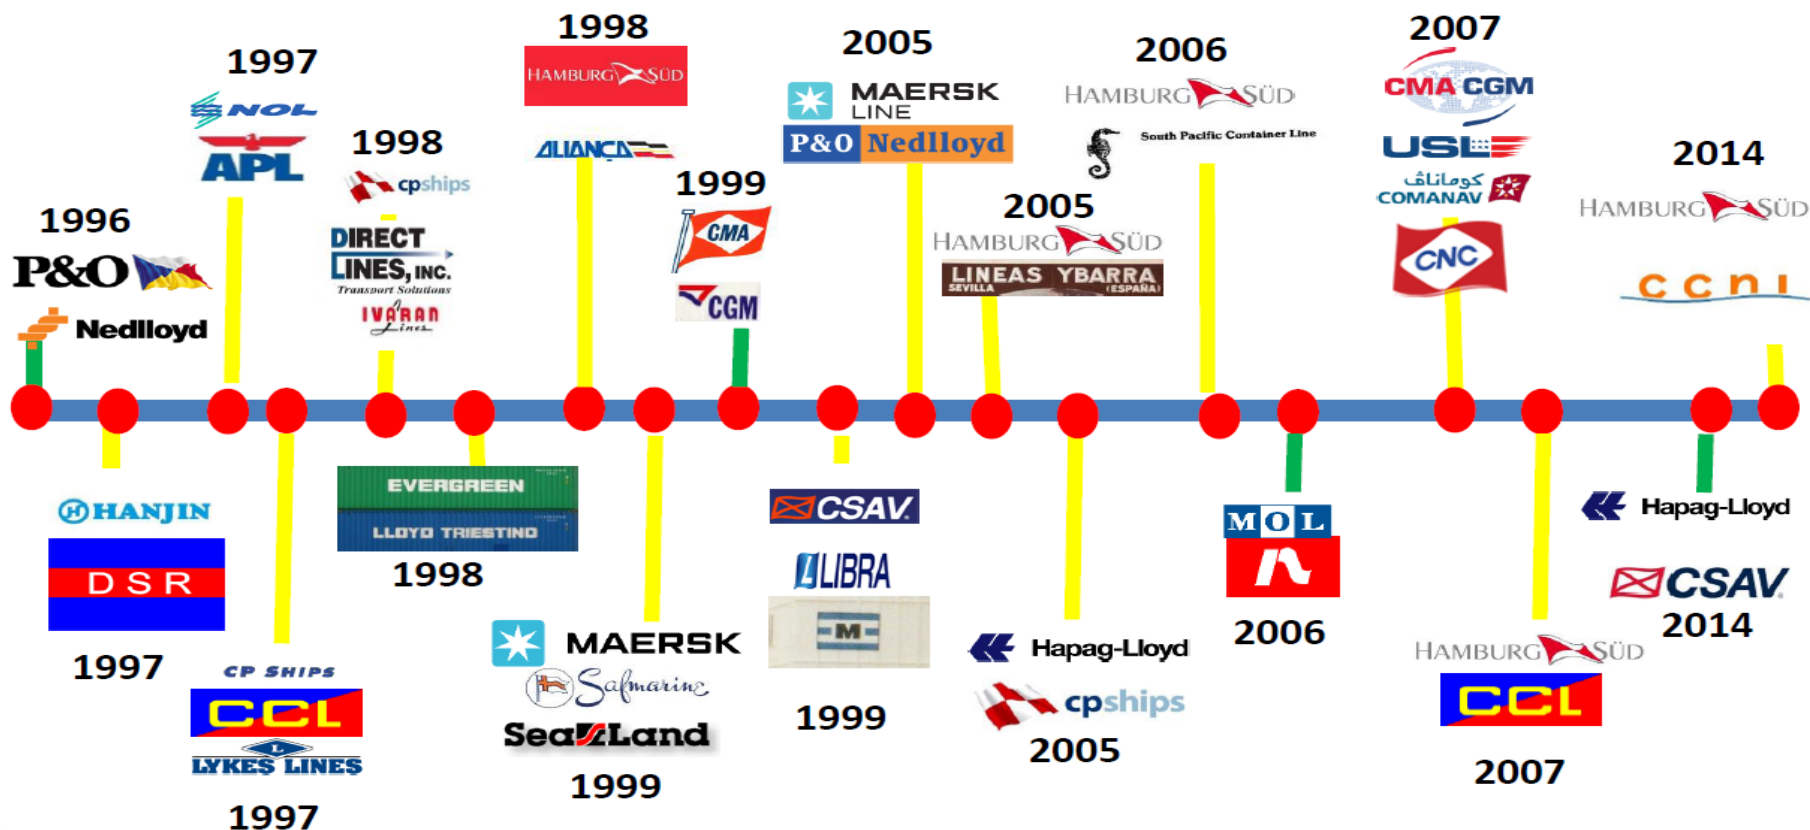 1996
P&O
Nedlloyd
1997
NOL
APL
1998
cpships
DIRECT
LINES, INC.
Transport Solutions
IVARAN
Lines
1998
HAMBURG SÜD
ALIANÇA
1999
CMA
CGM
2005
MAERSK
LINE
P&O Nedlloyd
2005
HAMBURG SÜD
LINEAS YBARRA
SEVILLA (ESPAÑA)
2006
HAMBURG SÜD
South Pacific Container Line
2007
CMA CGM
USL
كوماناڤ
COMANAV
CNC
2014
HAMBURG SÜD
ccni
HANJIN
DSR
1997
CP SHIPS
CCL
L
LYKES LINES
1997
EVERGREEN
LLOYD TRIESTINO
1998
MAERSK
Safmarine
SeaLand
1999
CSAV
LIBRA
M
1999
Hapag-Lloyd
cpships
2005
MOL
2006
HAMBURG SÜD
CCL
2007
Hapag-Lloyd
CSAV
2014